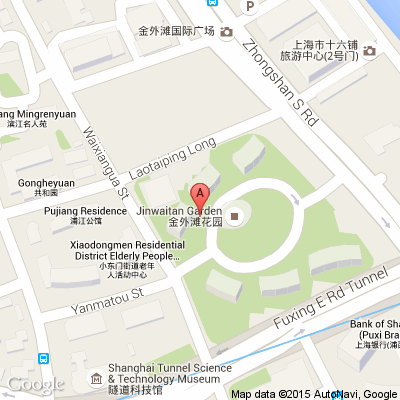 金外滩国际广场
P
上海市十六铺
旅游中心(2号门)
Zhongshan S Rd
ang Mingrenyuan
滨江名人苑
Waixiangua St
Laotaiping Long
Gongheyuan
共和园
A
Pujiang Residence
浦江公馆
Jinwaitan Garden
金外滩花园
Xiaodongmen Residential
District Elderly People...
小东门街道老年
人活动中心
Yanmatou St
Fuxing E Rd Tunnel
Bank of Sha
(Puxi Bra
上海银行(浦
Shanghai Tunnel Science
& Technology Museum
隧道科技馆
Google
Map data ©2015 AutoNavi, Google